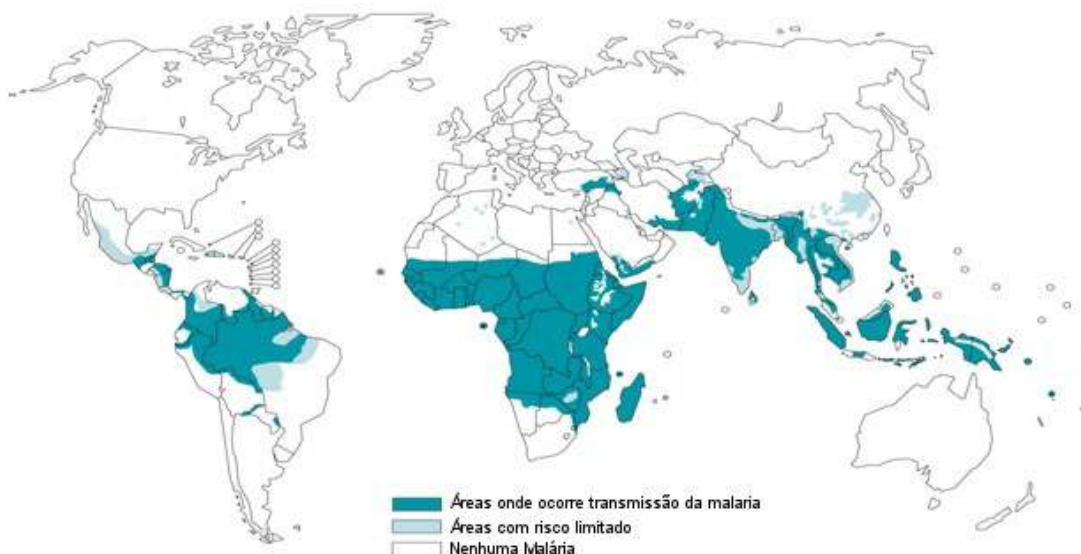 Áreas onde ocorre transmissão da malaria
Áreas com risco limitado
Nenhuma Malária